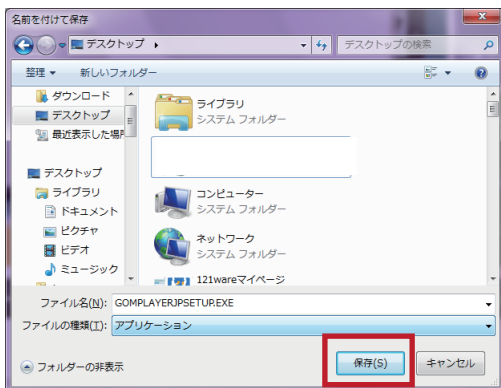 名前を付けて保存
デスクトップ
デスクトップの検索
整理 新しいフォルダー
ダウンロード
デスクトップ
最近表示した場所
デスクトップ
ライブラリ
ドキュメント
ピクチャ
ビデオ
ミュージック
ライブラリ
システム フォルダー
コンピューター
システム フォルダー
ネットワーク
システム フォルダー
121wareマイページ
ファイル名(N): GOMPLAYERJPSETUP.EXE
ファイルの種類(T): アプリケーション
フォルダーの非表示
保存(S) キャンセル